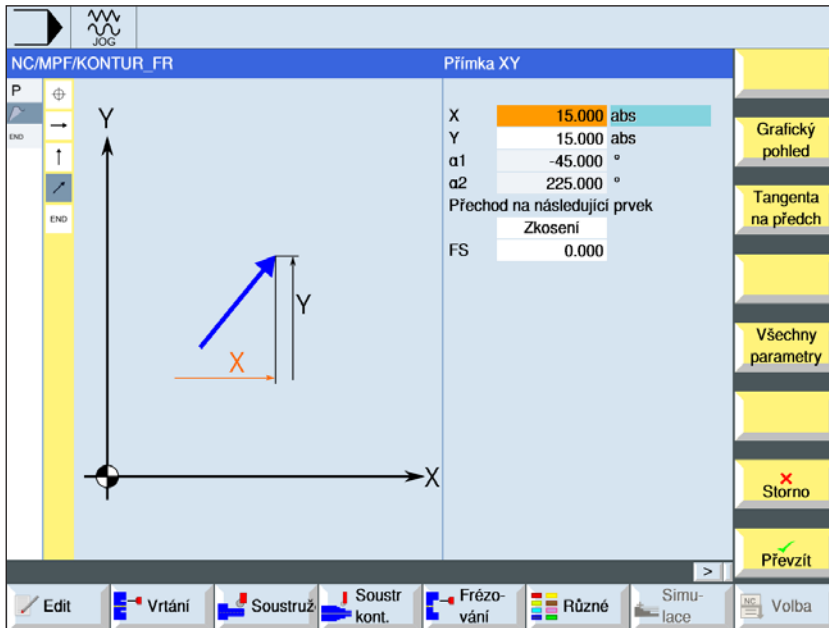 JOG
NC/MPF/KONTUR_FR
Přímka XY
P
END
END
Y
X
Y
X
X 15.000 abs
Y 15.000 abs
α1 -45.000 °
α2 225.000 °
Přechod na následující prvek
Zkosení
FS 0.000
Grafický
pohled
Tangenta
na předch
Všechny
parametry
Storno
Převzít
>
Edit
Vrtání
Soustruž
Soustr
kont.
Frézo-
vání
Různé
Simu-
lace
NC
Volba